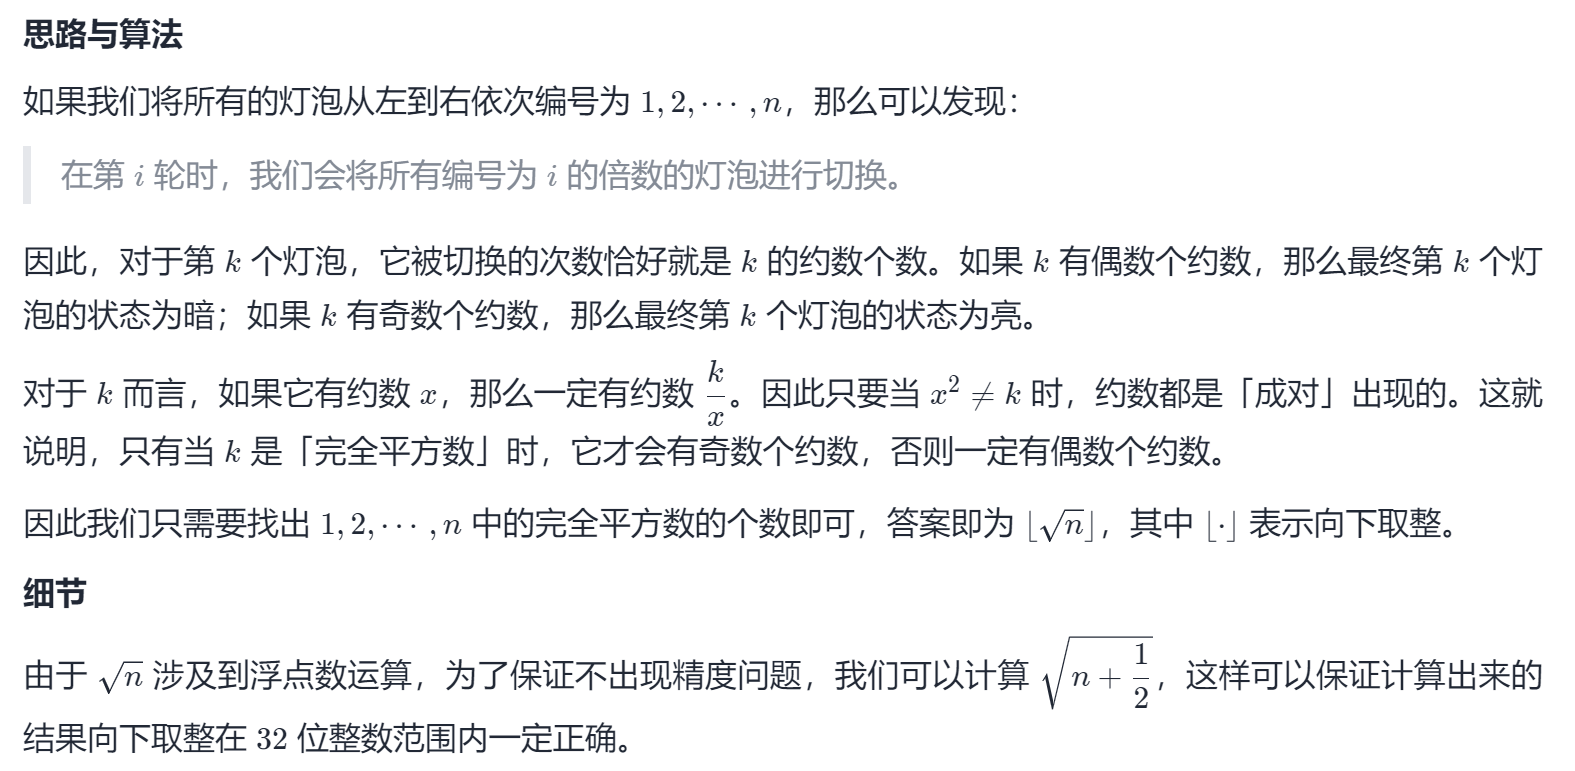 思路与算法
如果我们将所有的灯泡从左到右依次编号为 1, 2, ⋯ , n，那么可以发现：
在第 i 轮时，我们会将所有编号为 i 的倍数的灯泡进行切换。
因此，对于第 k 个灯泡，它被切换的次数恰好就是 k 的约数个数。如果 k 有偶数个约数，那么最终第 k 个灯
泡的状态为暗；如果 k 有奇数个约数，那么最终第 k 个灯泡的状态为亮。
对于 k 而言，如果它有约数 x，那么一定有约数 k/x。因此只要当 x² ≠ k 时，约数都是「成对」出现的。这就
说明，只有当 k 是「完全平方数」时，它才会有奇数个约数，否则一定有偶数个约数。
因此我们只需要找出 1, 2, ⋯ , n 中的完全平方数的个数即可，答案即为 ⌊√n⌋，其中 ⌊·⌋ 表示向下取整。
细节
由于 √n 涉及到浮点数运算，为了保证不出现精度问题，我们可以计算 √(n + 1/2)，这样可以保证计算出来的
结果向下取整在 32 位整数范围内一定正确。